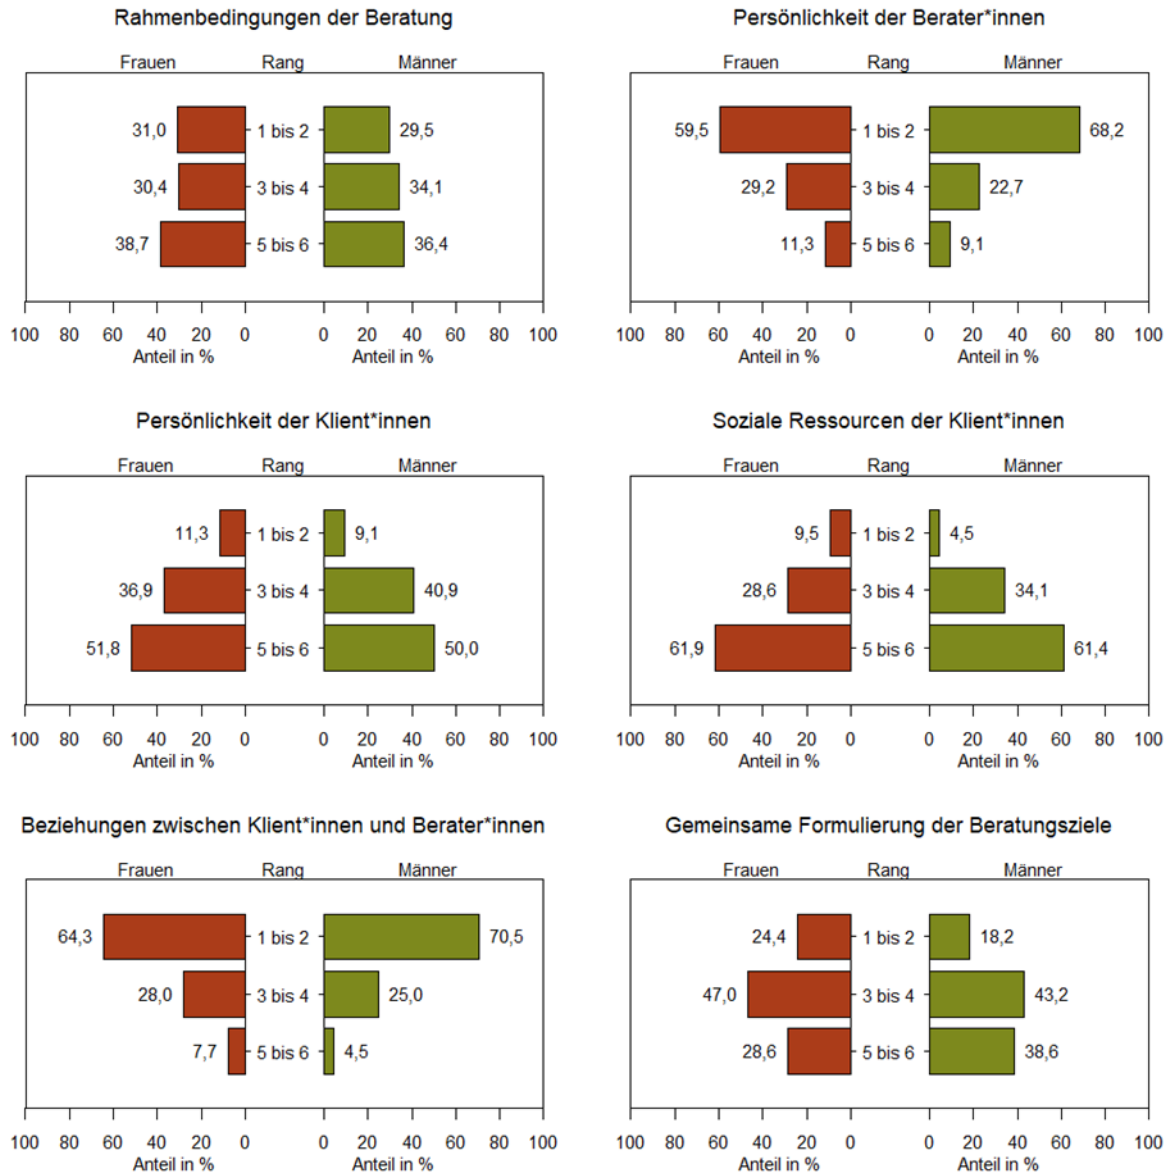 Rahmenbedingungen der Beratung
Frauen Rang Männer
31,0 1 bis 2 29,5
30,4 3 bis 4 34,1
38,7 5 bis 6 36,4
100 80 60 40 20 0 0 20 40 60 80 100
Anteil in % Anteil in %
Persönlichkeit der Berater*innen
Frauen Rang Männer
59,5 1 bis 2 68,2
29,2 3 bis 4 22,7
11,3 5 bis 6 9,1
100 80 60 40 20 0 0 20 40 60 80 100
Anteil in % Anteil in %
Persönlichkeit der Klient*innen
Frauen Rang Männer
11,3 1 bis 2 9,1
36,9 3 bis 4 40,9
51,8 5 bis 6 50,0
100 80 60 40 20 0 0 20 40 60 80 100
Anteil in % Anteil in %
Soziale Ressourcen der Klient*innen
Frauen Rang Männer
9,5 1 bis 2 4,5
28,6 3 bis 4 34,1
61,9 5 bis 6 61,4
100 80 60 40 20 0 0 20 40 60 80 100
Anteil in % Anteil in %
Beziehungen zwischen Klient*innen und Berater*innen
Frauen Rang Männer
64,3 1 bis 2 70,5
28,0 3 bis 4 25,0
7,7 5 bis 6 4,5
100 80 60 40 20 0 0 20 40 60 80 100
Anteil in % Anteil in %
Gemeinsame Formulierung der Beratungsziele
Frauen Rang Männer
24,4 1 bis 2 18,2
47,0 3 bis 4 43,2
28,6 5 bis 6 38,6
100 80 60 40 20 0 0 20 40 60 80 100
Anteil in % Anteil in %